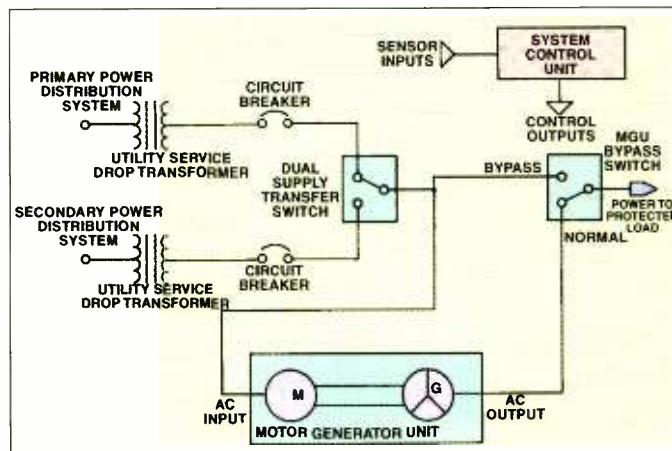 SENSOR
INPUTS
SYSTEM
CONTROL
UNIT
PRIMARY POWER
DISTRIBUTION
SYSTEM
CIRCUIT
BREAKER
CONTROL
OUTPUTS
MGU
BYPASS
SWITCH
UTILITY SERVICE
DROP TRANSFORMER
DUAL
SUPPLY
TRANSFER
SWITCH
BYPASS
POWER TO
PROTECTED
LOAD
SECONDARY POWER
DISTRIBUTION
SYSTEM
NORMAL
CIRCUIT
BREAKER
UTILITY SERVICE
DROP TRANSFORMER
AC
INPUT
M
G
AC
OUTPUT
MOTOR GENERATOR UNIT